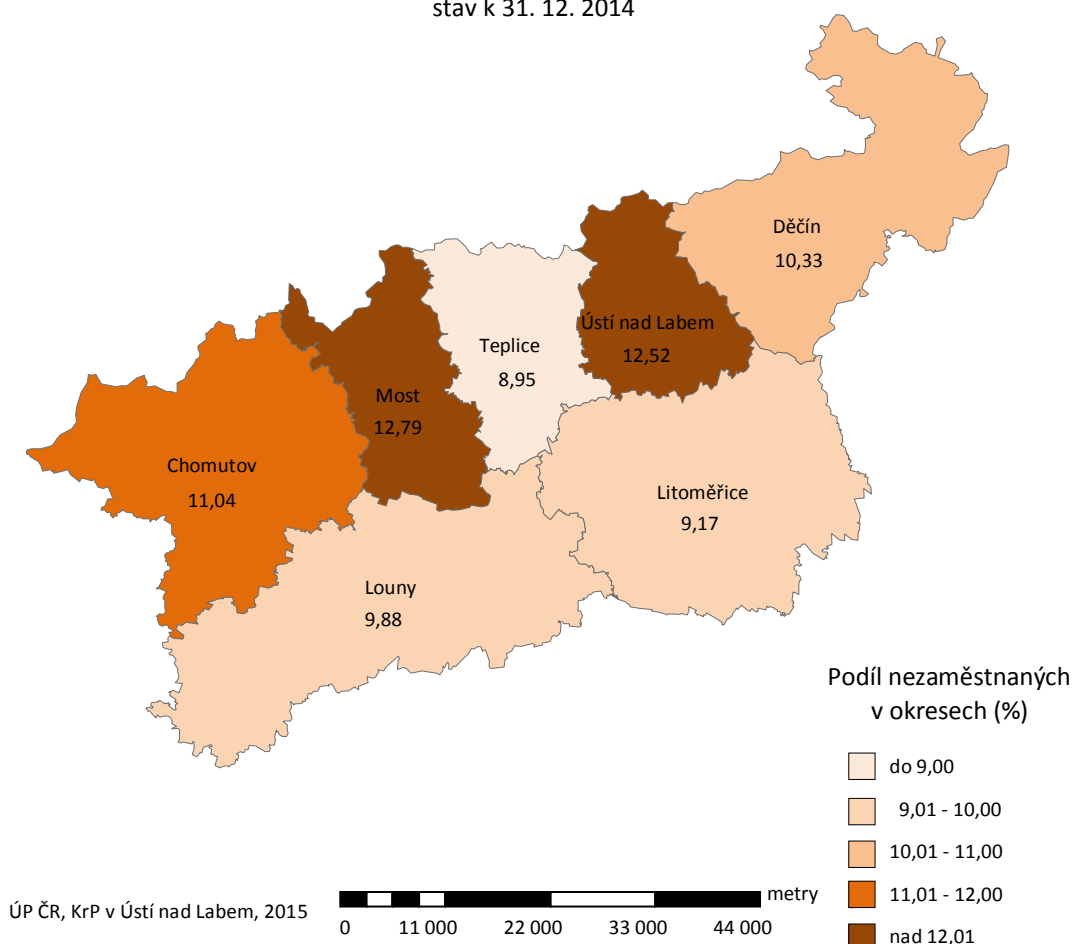 stav k 31. 12. 2014
Děčín
10,33
Ústí nad Labem
12,52
Teplice
8,95
Most
12,79
Chomutov
11,04
Litoměřice
9,17
Louny
9,88
Podíl nezaměstnaných
v okresech (%)
do 9,00
9,01 - 10,00
10,01 - 11,00
11,01 - 12,00
nad 12,01
ÚP ČR, KrP v Ústí nad Labem, 2015
metry
0 11 000 22 000 33 000 44 000